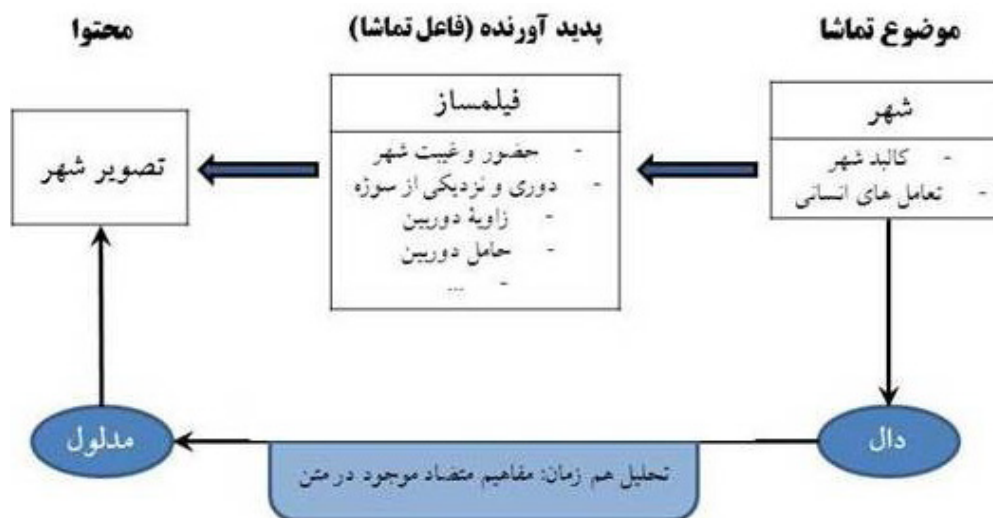 موضوع تماشا
پدید آورنده (فاعل تماشا)
محتوا
شهر
- کالبد شهر
- تعامل های انسانی
فیلمساز
- حضور و غیبت شهر
- دوری و نزدیکی از سوژه
- زاویۀ دوربین
- حامل دوربین
- ...
تصویر شهر
دال
مدلول
تحلیل هم زمان: مفاهیم متضاد موجود در متن